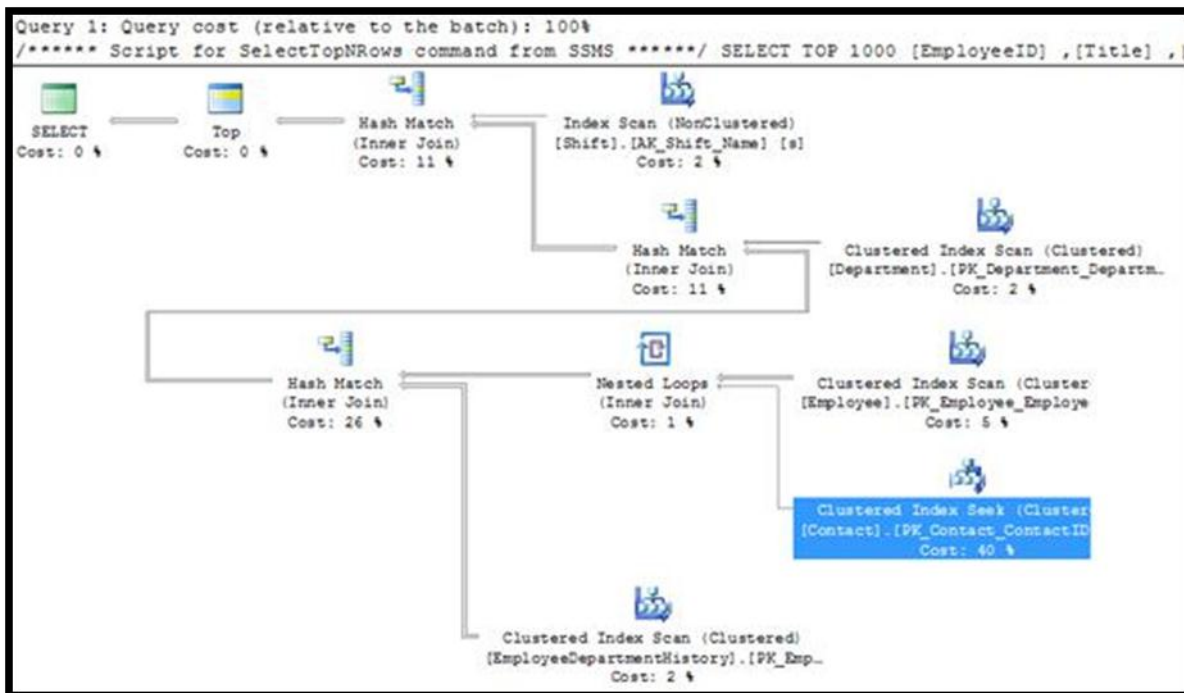 Query 1: Query cost (relative to the batch): 100%
/****** Script for SelectTopNRows command from SSMS ******/ SELECT TOP 1000 [EmployeeID] ,[Title] ,[
SELECT
Cost: 0 %
Top
Cost: 0 %
Hash Match
(Inner Join)
Cost: 11 %
Index Scan (NonClustered)
[Shift].[AK_Shift_Name] [s]
Cost: 2 %
Hash Match
(Inner Join)
Cost: 11 %
Clustered Index Scan (Clustered)
[Department].[PK_Department_Departm…
Cost: 2 %
Hash Match
(Inner Join)
Cost: 26 %
Nested Loops
(Inner Join)
Cost: 1 %
Clustered Index Scan (Cluster
[Employee].[PK_Employee_Employe
Cost: 5 %
Clustered Index Seek (Cluster
[Contact].[PK_Contact_ContactID
Cost: 40 %
Clustered Index Scan (Clustered)
[EmployeeDepartmentHistory].[PK_Emp…
Cost: 2 %